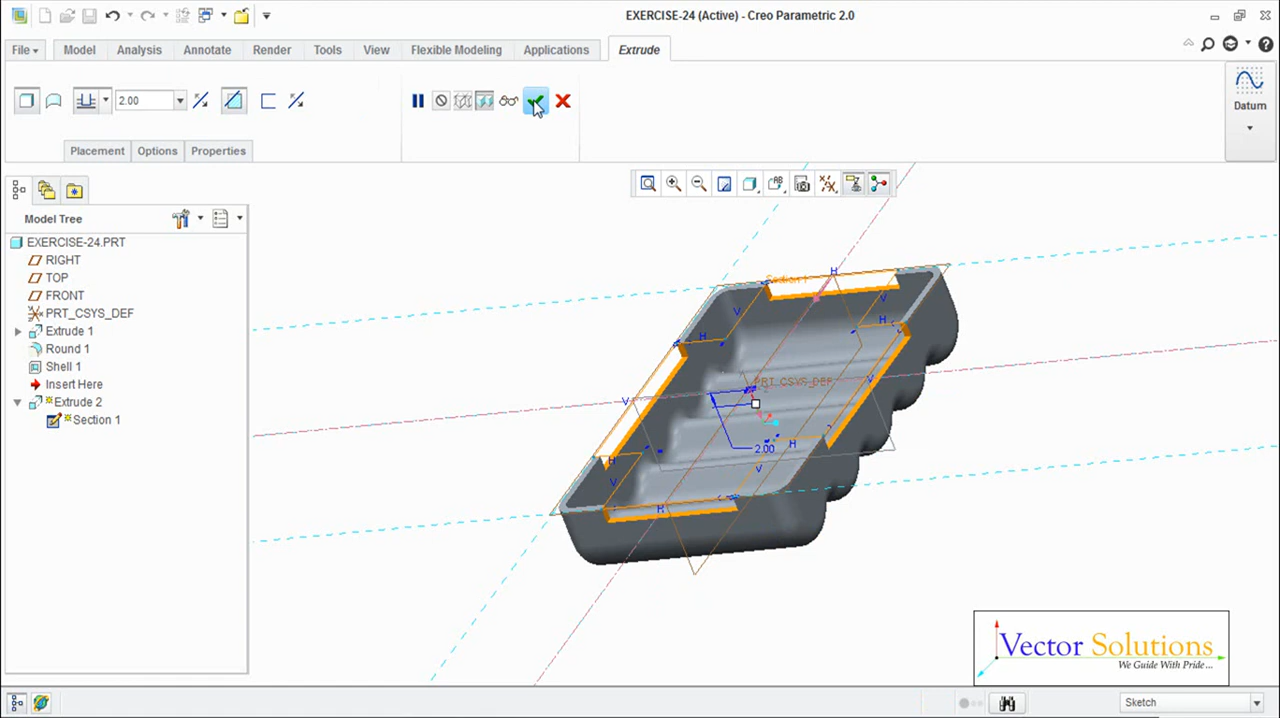 EXERCISE-24 (Active) - Creo Parametric 2.0
File Model Analysis Annotate Render Tools View Flexible Modeling Applications Extrude
2.00
Datum
Placement Options Properties
Model Tree
EXERCISE-24.PRT
RIGHT
TOP
FRONT
PRT_CSYS_DEF
Extrude 1
Round 1
Shell 1
Insert Here
Extrude 2
Section 1
Section 1
H
V
V
H
H
PRT_CSYS_DEF
V
V
2.00
H
H
V
V
H
Vector Solutions
We Guide With Pride...
Sketch